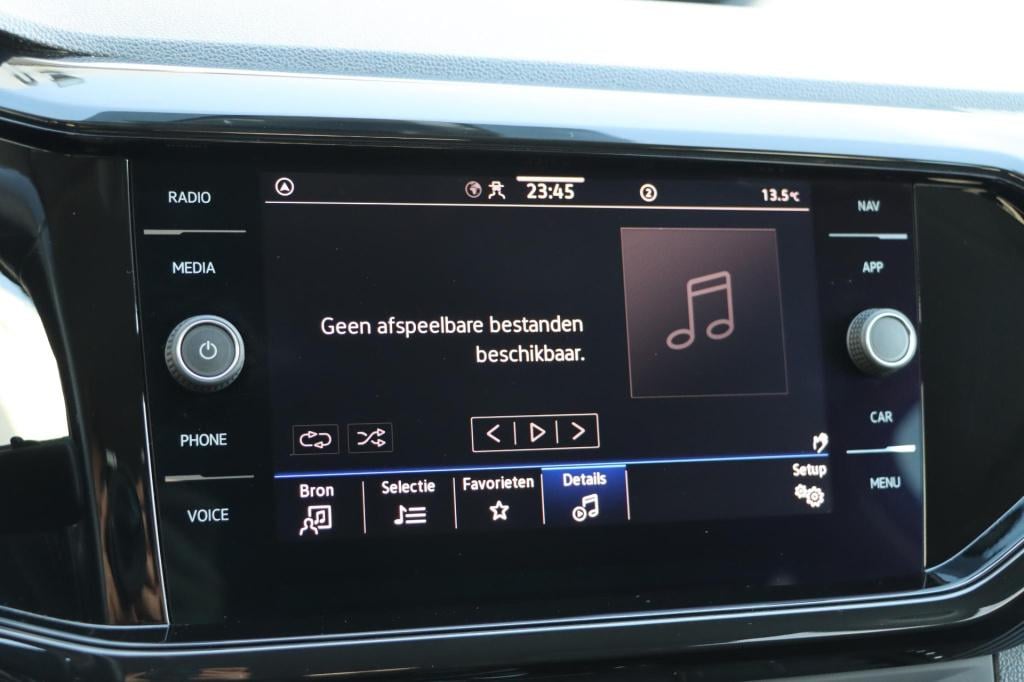 RADIO
MEDIA
PHONE
VOICE
23:45
2
13.5°C
Geen afspeelbare bestanden
beschikbaar.
Bron
Selectie
Favorieten
Details
Setup
NAV
APP
CAR
MENU